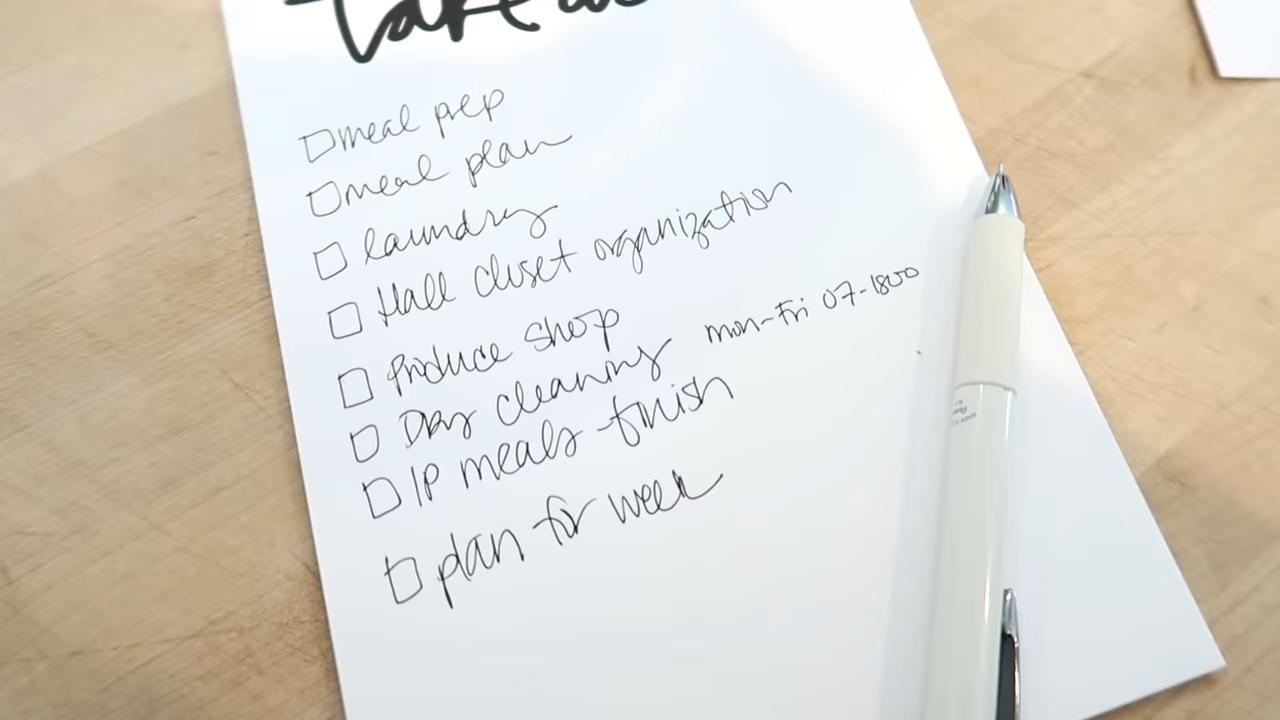 take
☐ meal prep
☐ meal plan
☐ laundry
☐ Hall closet organization
☐ Produce shop
☐ Dry cleaning mon-Fri 07-1800
☐ IP meals - finish
☐ plan for week